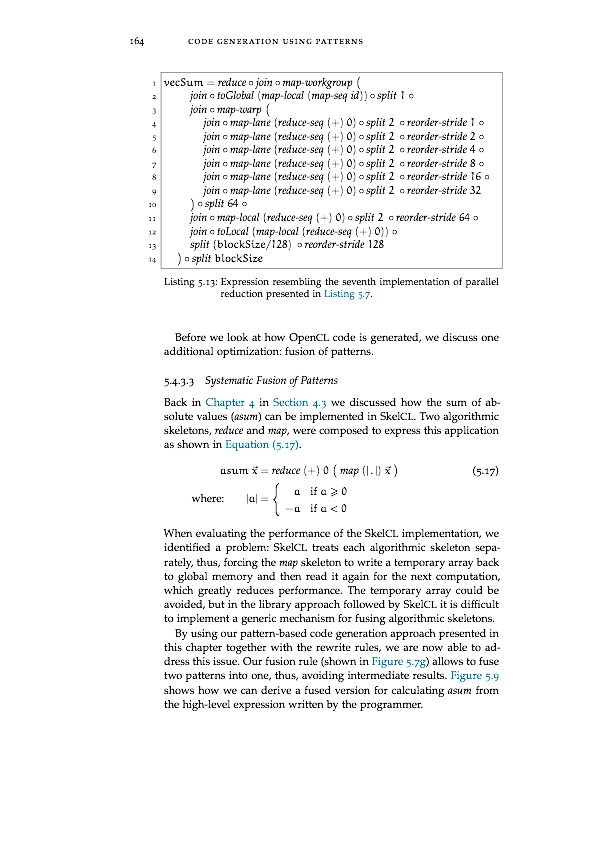 164 CODE GENERATION USING PATTERNS
1 vecSum = reduce ∘ join ∘ map-workgroup (
2 join ∘ toGlobal (map-local (map-seq id)) ∘ split 1 ∘
3 join ∘ map-warp (
4 join ∘ map-lane (reduce-seq (+) 0) ∘ split 2 ∘ reorder-stride 1 ∘
5 join ∘ map-lane (reduce-seq (+) 0) ∘ split 2 ∘ reorder-stride 2 ∘
6 join ∘ map-lane (reduce-seq (+) 0) ∘ split 2 ∘ reorder-stride 4 ∘
7 join ∘ map-lane (reduce-seq (+) 0) ∘ split 2 ∘ reorder-stride 8 ∘
8 join ∘ map-lane (reduce-seq (+) 0) ∘ split 2 ∘ reorder-stride 16 ∘
9 join ∘ map-lane (reduce-seq (+) 0) ∘ split 2 ∘ reorder-stride 32
10 ) ∘ split 64 ∘
11 join ∘ map-local (reduce-seq (+) 0) ∘ split 2 ∘ reorder-stride 64 ∘
12 join ∘ toLocal (map-local (reduce-seq (+) 0)) ∘
13 split (blockSize/128) ∘ reorder-stride 128
14 ) ∘ split blockSize
Listing 5.13: Expression resembling the seventh implementation of parallel
reduction presented in Listing 5.7.
Before we look at how OpenCL code is generated, we discuss one
additional optimization: fusion of patterns.
5.4.3.3 Systematic Fusion of Patterns
Back in Chapter 4 in Section 4.3 we discussed how the sum of ab-
solute values (asum) can be implemented in SkelCL. Two algorithmic
skeletons, reduce and map, were composed to express this application
as shown in Equation (5.17).
asum x⃗ = reduce (+) 0 ( map (|.|) x⃗ ) (5.17)
where: |a| = { a if a ⩾ 0
−a if a < 0
When evaluating the performance of the SkelCL implementation, we
identified a problem: SkelCL treats each algorithmic skeleton sepa-
rately, thus, forcing the map skeleton to write a temporary array back
to global memory and then read it again for the next computation,
which greatly reduces performance. The temporary array could be
avoided, but in the library approach followed by SkelCL it is difficult
to implement a generic mechanism for fusing algorithmic skeletons.
By using our pattern-based code generation approach presented in
this chapter together with the rewrite rules, we are now able to ad-
dress this issue. Our fusion rule (shown in Figure 5.7g) allows to fuse
two patterns into one, thus, avoiding intermediate results. Figure 5.9
shows how we can derive a fused version for calculating asum from
the high-level expression written by the programmer.